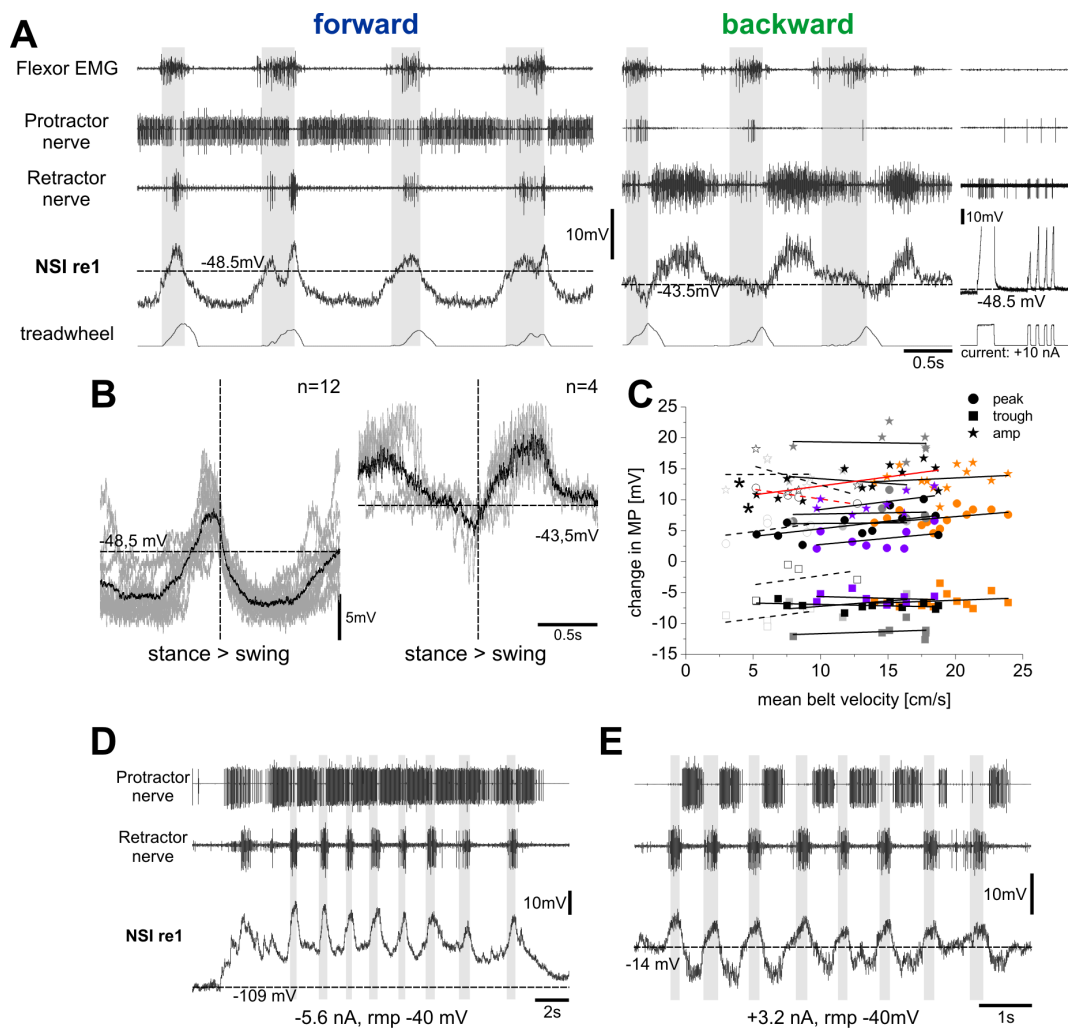 A
forward
backward
Flexor EMG
Protractor
nerve
Retractor
nerve
10mV
10mV
NSI re1
-48.5mV
-43.5mV
-48.5 mV
treadwheel
0.5s
current: +10 nA
B
n=12
n=4
-48,5 mV
-43,5mV
5mV
0.5s
stance > swing
stance > swing
C
peak
trough
amp
change in MP [mV]
25
20
15
10
5
0
-5
-10
-15
*
*
0
5
10
15
20
25
mean belt velocity [cm/s]
D
Protractor
nerve
Retractor
nerve
10mV
NSI re1
-109 mV
2s
-5.6 nA, rmp -40 mV
E
10mV
-14 mV
1s
+3.2 nA, rmp -40mV